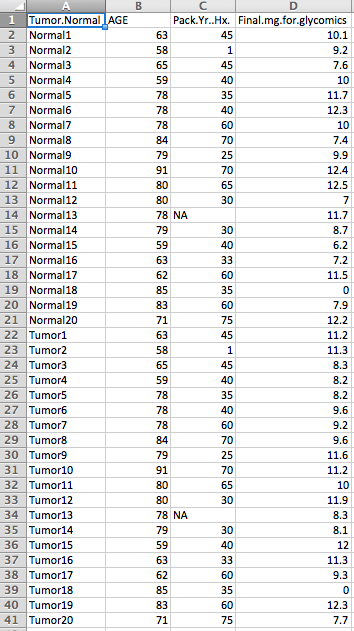 A B C D
1 Tumor.Normal AGE Pack.Yr..Hx. Final.mg.for.glycomics
2 Normal1 63 45 10.1
3 Normal2 58 1 9.2
4 Normal3 65 45 7.6
5 Normal4 59 40 10
6 Normal5 78 35 11.7
7 Normal6 78 40 12.3
8 Normal7 78 60 10
9 Normal8 84 70 7.4
10 Normal9 79 25 9.9
11 Normal10 91 70 12.4
12 Normal11 80 65 12.5
13 Normal12 80 30 7
14 Normal13 78 NA 11.7
15 Normal14 79 30 8.7
16 Normal15 59 40 6.2
17 Normal16 63 33 7.2
18 Normal17 62 60 11.5
19 Normal18 85 35 0
20 Normal19 83 60 7.9
21 Normal20 71 75 12.2
22 Tumor1 63 45 11.2
23 Tumor2 58 1 11.3
24 Tumor3 65 45 8.3
25 Tumor4 59 40 8.2
26 Tumor5 78 35 8.2
27 Tumor6 78 40 9.6
28 Tumor7 78 60 9.2
29 Tumor8 84 70 9.6
30 Tumor9 79 25 11.6
31 Tumor10 91 70 11.2
32 Tumor11 80 65 10
33 Tumor12 80 30 11.9
34 Tumor13 78 NA 8.3
35 Tumor14 79 30 8.1
36 Tumor15 59 40 12
37 Tumor16 63 33 11.3
38 Tumor17 62 60 9.3
39 Tumor18 85 35 0
40 Tumor19 83 60 12.3
41 Tumor20 71 75 7.7